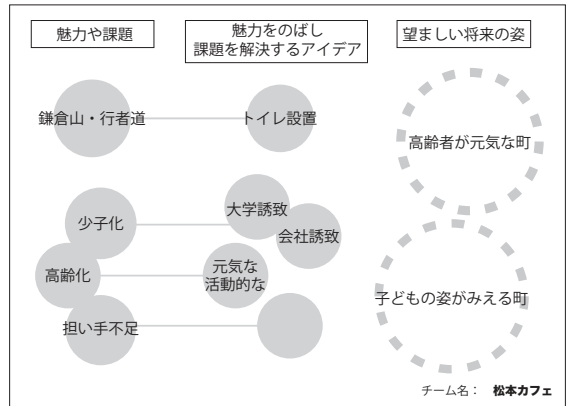 魅力や課題
魅力をのばし
課題を解決するアイデア
望ましい将来の姿
鎌倉山・行者道
トイレ設置
高齢者が元気な町
少子化
大学誘致
会社誘致
高齢化
元気な
活動的な
子どもの姿がみえる町
担い手不足
チーム名： 松本カフェ